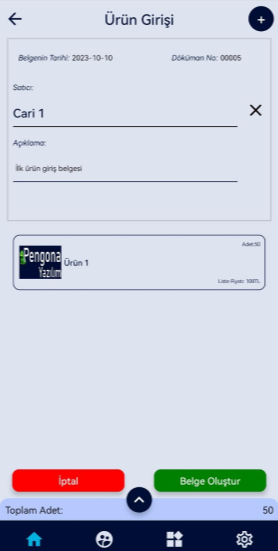 Ürün Girişi
Belgenin Tarihi: 2023-10-10 Döküman No: 00005
Satıcı:
Cari 1
Açıklama:
İlk ürün giriş belgesi
Adet:50
Pengona
Yazılım
Ürün 1
Liste Fiyatı: 100TL
İptal
Belge Oluştur
Toplam Adet: 50